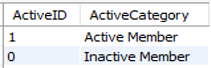 ActiveID ActiveCategory
1 Active Member
0 Inactive Member